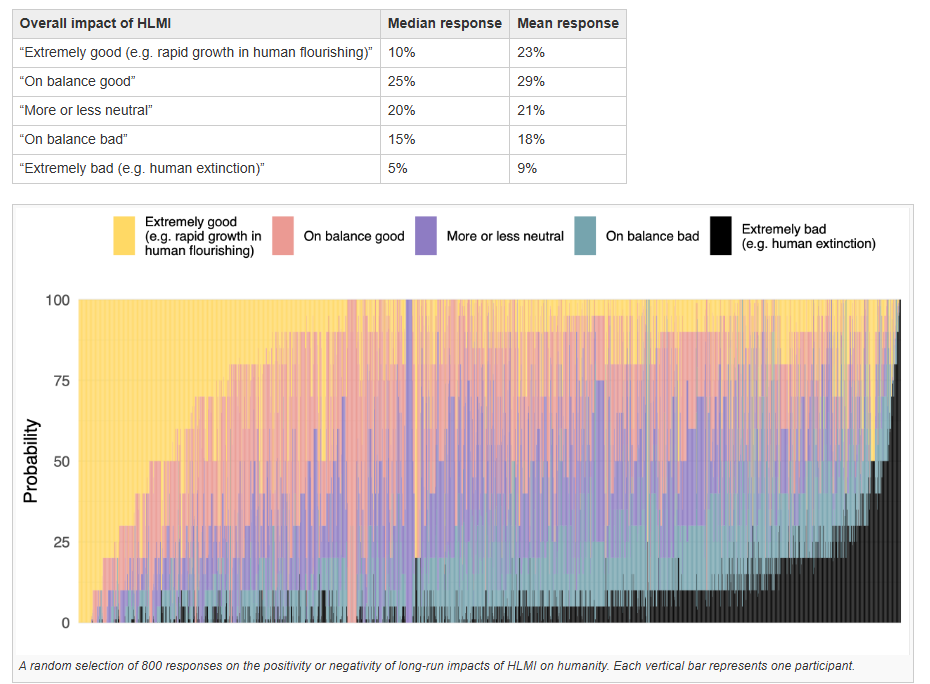 Overall impact of HLMI Median response Mean response
“Extremely good (e.g. rapid growth in human flourishing)” 10% 23%
“On balance good” 25% 29%
“More or less neutral” 20% 21%
“On balance bad” 15% 18%
“Extremely bad (e.g. human extinction)” 5% 9%
Extremely good
(e.g. rapid growth in
human flourishing)
On balance good
More or less neutral
On balance bad
Extremely bad
(e.g. human extinction)
100
75
50
25
0
Probability
A random selection of 800 responses on the positivity or negativity of long-run impacts of HLMI on humanity. Each vertical bar represents one participant.